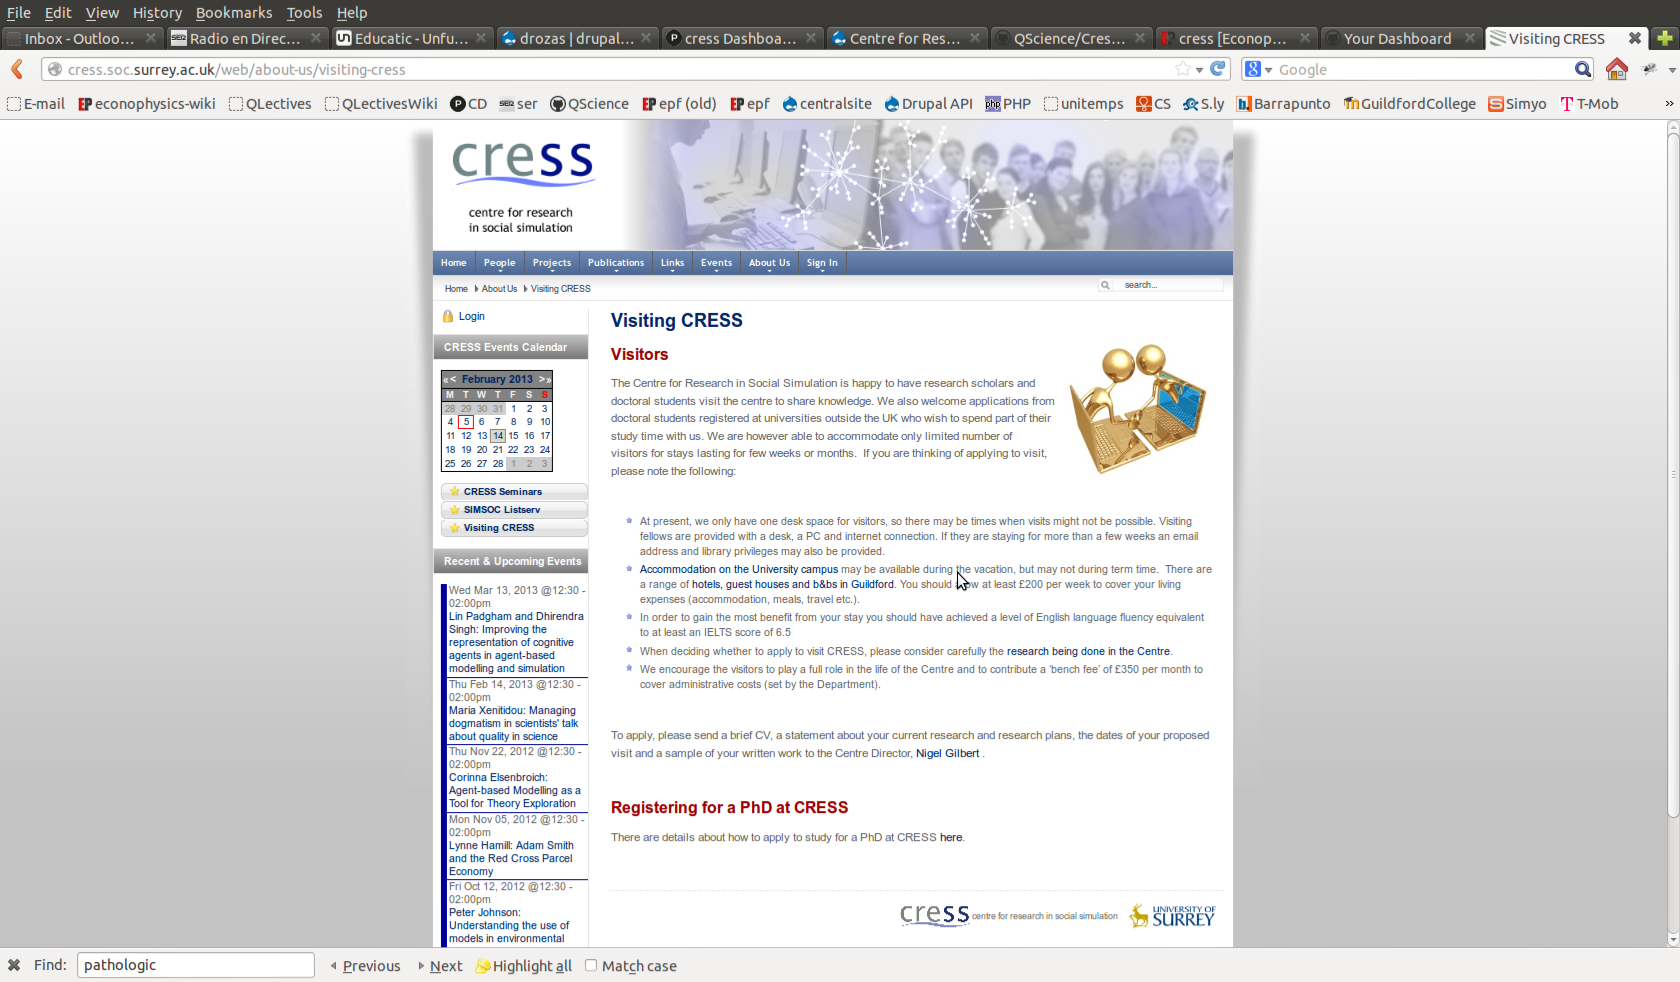 File Edit View History Bookmarks Tools Help
Inbox - Outloo... Radio en Direc... Educatic - Unfu... drozas | drupal... cress Dashboa... Centre for Res... QScience/Cres... cress [Econop... Your Dashboard Visiting CRESS
cress.soc.surrey.ac.uk/web/about-us/visiting-cress Google
E-mail econophysics-wiki QLectives QLectivesWiki CD ser QScience epf (old) epf centralsite Drupal API PHP unitemps CS S.ly Barrapunto GuildfordCollege Simyo T-Mob »
cress
centre for research
in social simulation
Home People Projects Publications Links Events About Us Sign In
Home About Us Visiting CRESS search...
Login
CRESS Events Calendar
«< February 2013 >»
M T W T F S S
28 29 30 31 1 2 3
4 5 6 7 8 9 10
11 12 13 14 15 16 17
18 19 20 21 22 23 24
25 26 27 28 1 2 3
CRESS Seminars
SIMSOC Listserv
Visiting CRESS
Recent & Upcoming Events
Wed Mar 13, 2013 @12:30 -
02:00pm
Lin Padgham and Dhirendra
Singh: Improving the
representation of cognitive
agents in agent-based
modelling and simulation
Thu Feb 14, 2013 @12:30 -
02:00pm
Maria Xenitidou: Managing
dogmatism in scientists' talk
about quality in science
Thu Nov 22, 2012 @12:30 -
02:00pm
Corinna Elsenbroich:
Agent-based Modelling as a
Tool for Theory Exploration
Mon Nov 05, 2012 @12:30 -
02:00pm
Lynne Hamill: Adam Smith
and the Red Cross Parcel
Economy
Fri Oct 12, 2012 @12:30 -
02:00pm
Peter Johnson:
Understanding the use of
models in environmental
Visiting CRESS
Visitors
The Centre for Research in Social Simulation is happy to have research scholars and
doctoral students visit the centre to share knowledge. We also welcome applications from
doctoral students registered at universities outside the UK who wish to spend part of their
study time with us. We are however able to accommodate only limited number of
visitors for stays lasting for few weeks or months. If you are thinking of applying to visit,
please note the following:
At present, we only have one desk space for visitors, so there may be times when visits might not be possible. Visiting
fellows are provided with a desk, a PC and internet connection. If they are staying for more than a few weeks an email
address and library privileges may also be provided.
Accommodation on the University campus may be available during the vacation, but may not during term time. There are
a range of hotels, guest houses and b&bs in Guildford. You should at least £200 per week to cover your living
expenses (accommodation, meals, travel etc.).
In order to gain the most benefit from your stay you should have achieved a level of English language fluency equivalent
to at least an IELTS score of 6.5
When deciding whether to apply to visit CRESS, please consider carefully the research being done in the Centre.
We encourage the visitors to play a full role in the life of the Centre and to contribute a 'bench fee' of £350 per month to
cover administrative costs (set by the Department).
To apply, please send a brief CV, a statement about your current research and research plans, the dates of your proposed
visit and a sample of your written work to the Centre Director, Nigel Gilbert .
Registering for a PhD at CRESS
There are details about how to apply to study for a PhD at CRESS here.
cress centre for research in social simulation UNIVERSITY OF
SURREY
Find: pathologic Previous Next Highlight all Match case